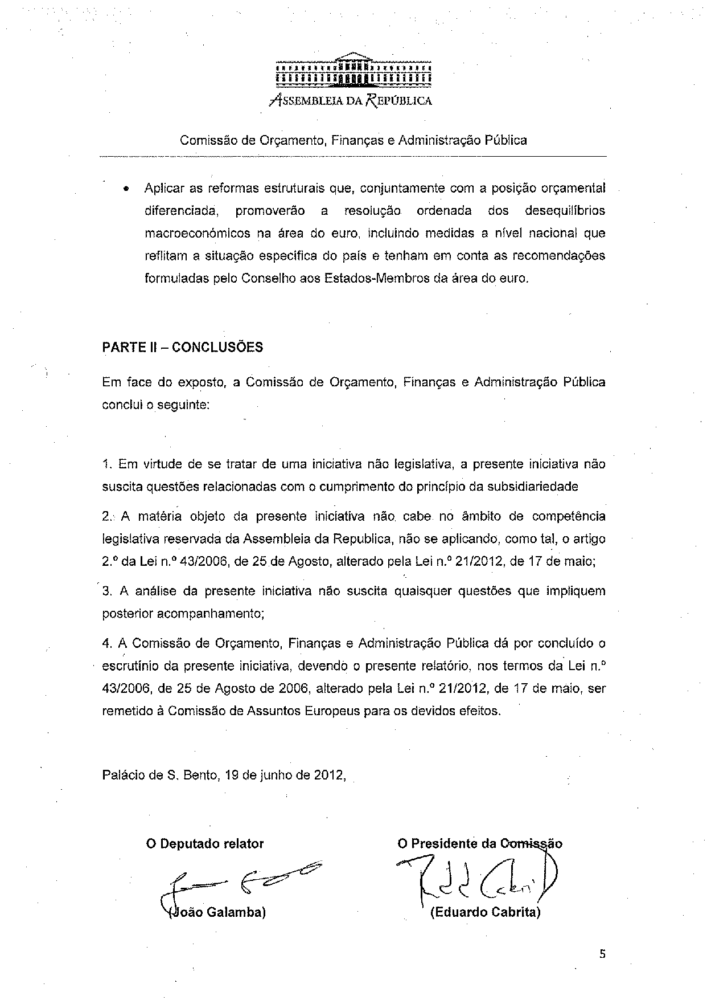 ASSEMBLEIA DA REPÚBLICA
Comissão de Orçamento, Finanças e Administração Pública
• Aplicar as reformas estruturais que, conjuntamente com a posição orçamental
diferenciada, promoverão a resolução ordenada dos desequilíbrios
macroeconómicos na área do euro, incluindo medidas a nível nacional que
reflitam a situação especifica do país e tenham em conta as recomendações
formuladas pelo Conselho aos Estados-Membros da área do euro.
PARTE II – CONCLUSÕES
Em face do exposto, a Comissão de Orçamento, Finanças e Administração Pública
conclui o seguinte:
1. Em virtude de se tratar de uma iniciativa não legislativa, a presente iniciativa não
suscita questões relacionadas com o cumprimento do princípio da subsidiariedade
2. A matéria objeto da presente iniciativa não cabe no âmbito de competência
legislativa reservada da Assembleia da Republica, não se aplicando, como tal, o artigo
2.º da Lei n.º 43/2006, de 25 de Agosto, alterado pela Lei n.º 21/2012, de 17 de maio;
3. A análise da presente iniciativa não suscita quaisquer questões que impliquem
posterior acompanhamento;
4. A Comissão de Orçamento, Finanças e Administração Pública dá por concluído o
escrutínio da presente iniciativa, devendo o presente relatório, nos termos da Lei n.º
43/2006, de 25 de Agosto de 2006, alterado pela Lei n.º 21/2012, de 17 de maio, ser
remetido à Comissão de Assuntos Europeus para os devidos efeitos.
Palácio de S. Bento, 19 de junho de 2012,
O Deputado relator O Presidente da Comissão
(João Galamba) (Eduardo Cabrita)
5